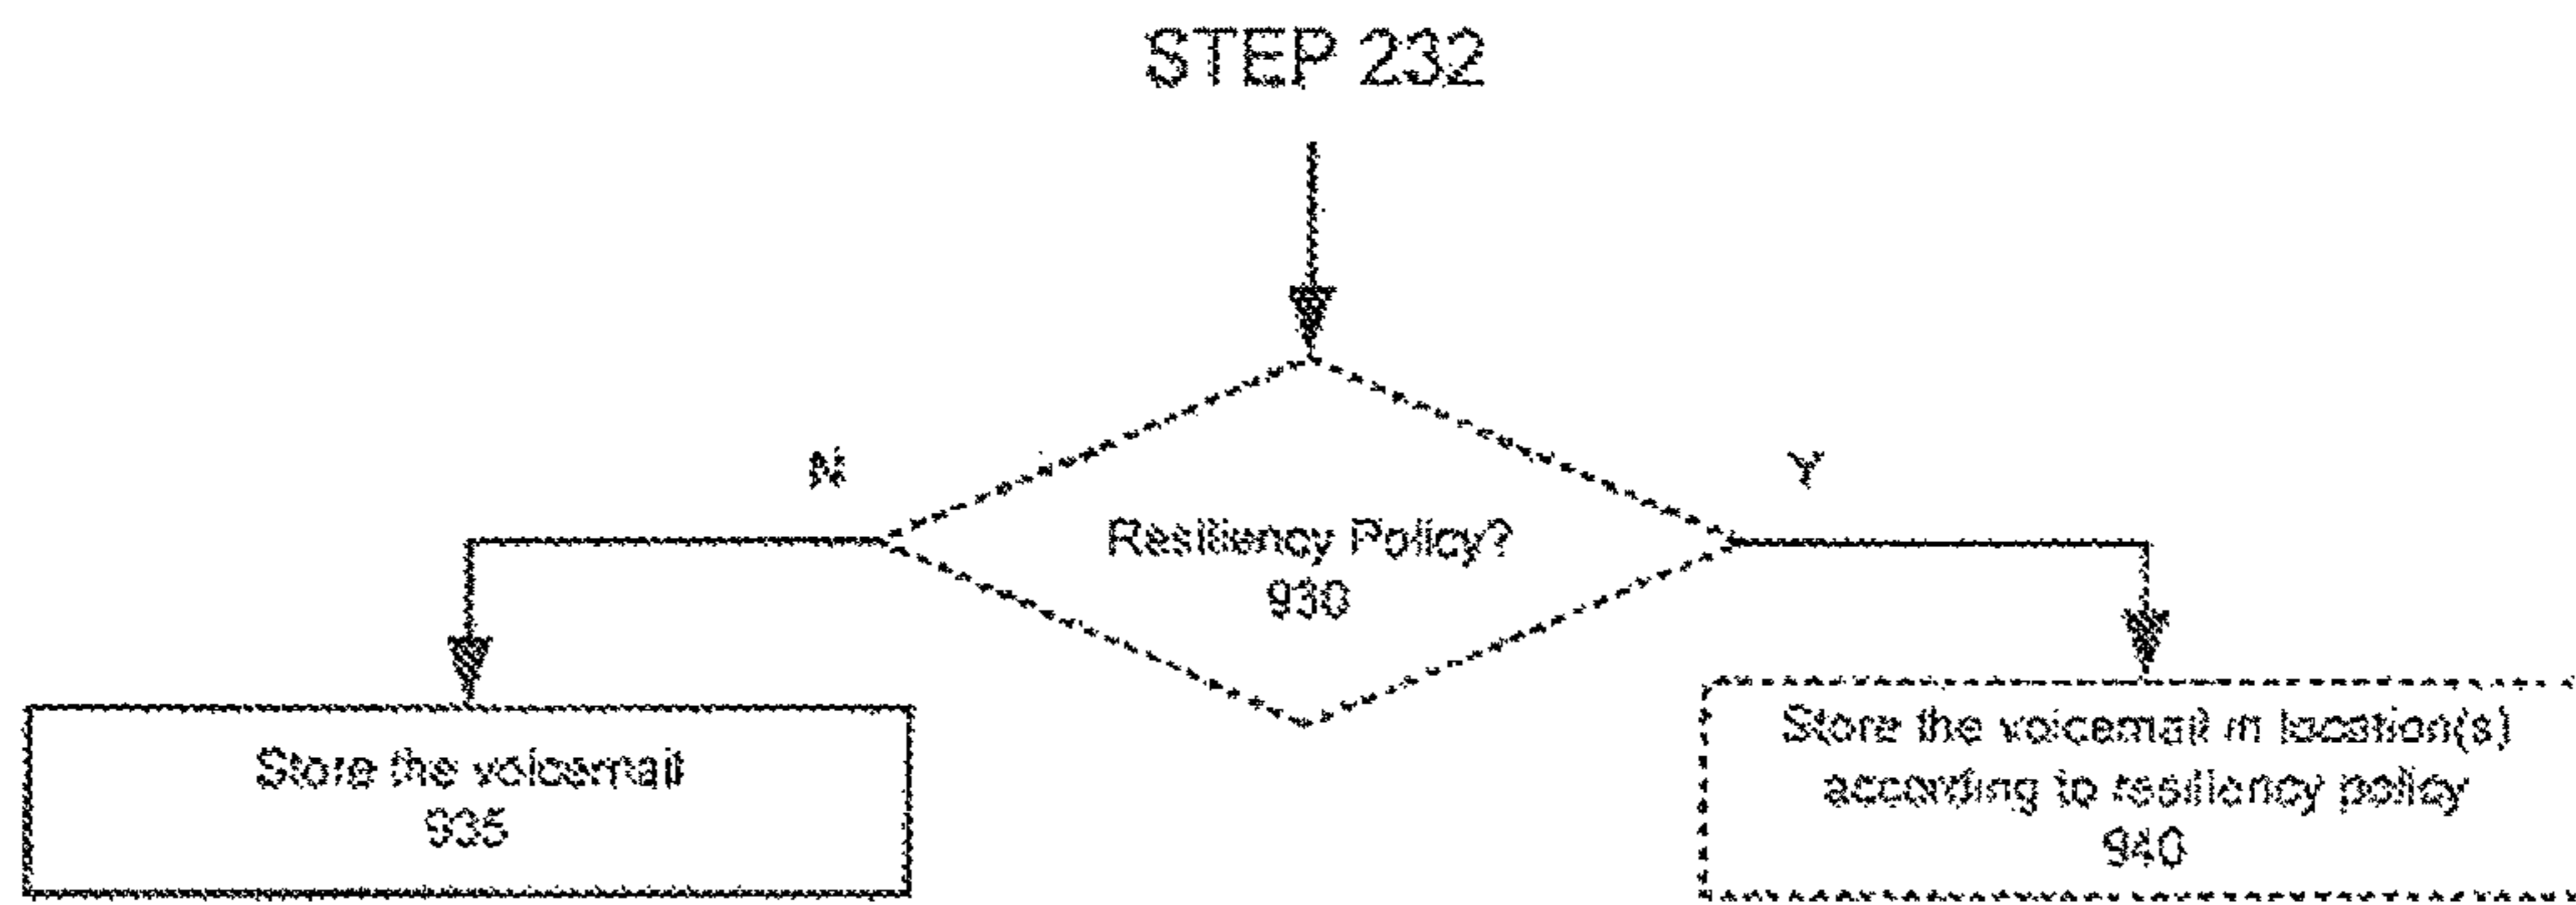 STEP 232
N
Y
Resiliency Policy?
930
Store the voicemail
935
Store the voicemail in location(s)
according to resiliency policy
940